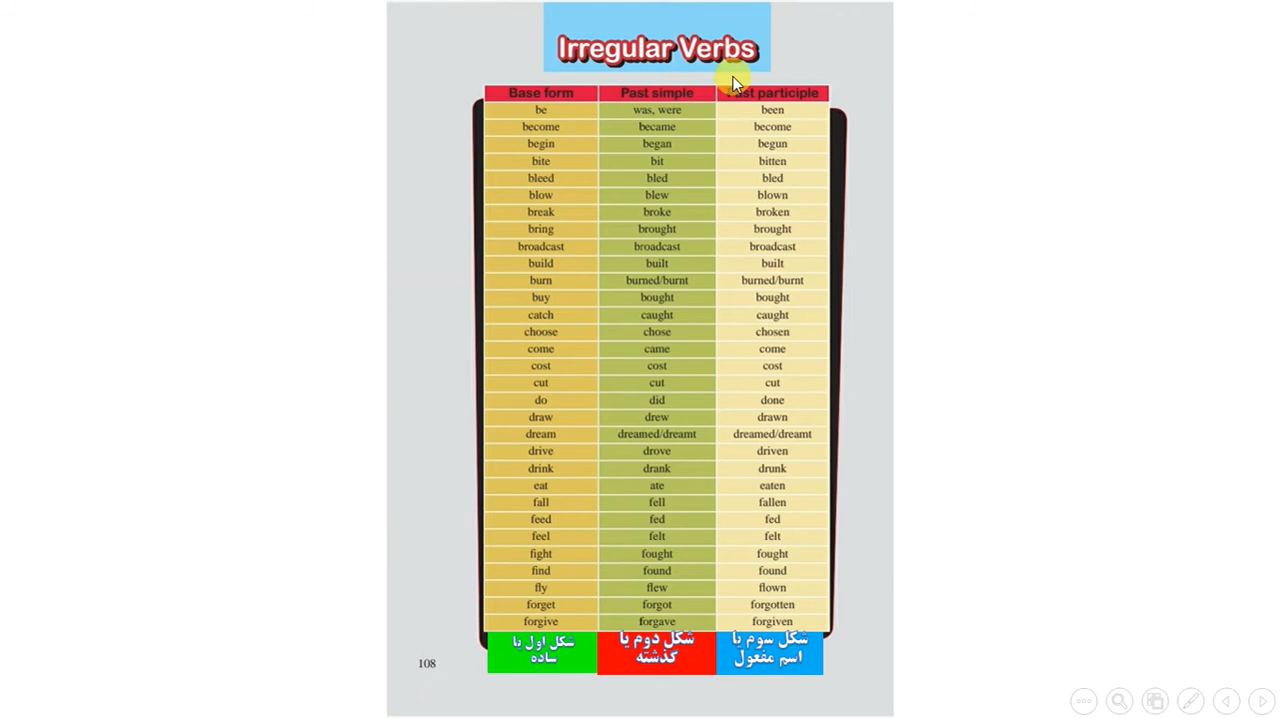 Irregular Verbs
Base form Past simple Past participle
be was, were been
become became become
begin began begun
bite bit bitten
bleed bled bled
blow blew blown
break broke broken
bring brought brought
broadcast broadcast broadcast
build built built
burn burned/burnt burned/burnt
buy bought bought
catch caught caught
choose chose chosen
come came come
cost cost cost
cut cut cut
do did done
draw drew drawn
dream dreamed/dreamt dreamed/dreamt
drive drove driven
drink drank drunk
eat ate eaten
fall fell fallen
feed fed fed
feel felt felt
fight fought fought
find found found
fly flew flown
forget forgot forgotten
forgive forgave forgiven
شکل اول یا
ساده
شکل دوم یا
گذشته
شکل سوم یا
اسم مفعول
108